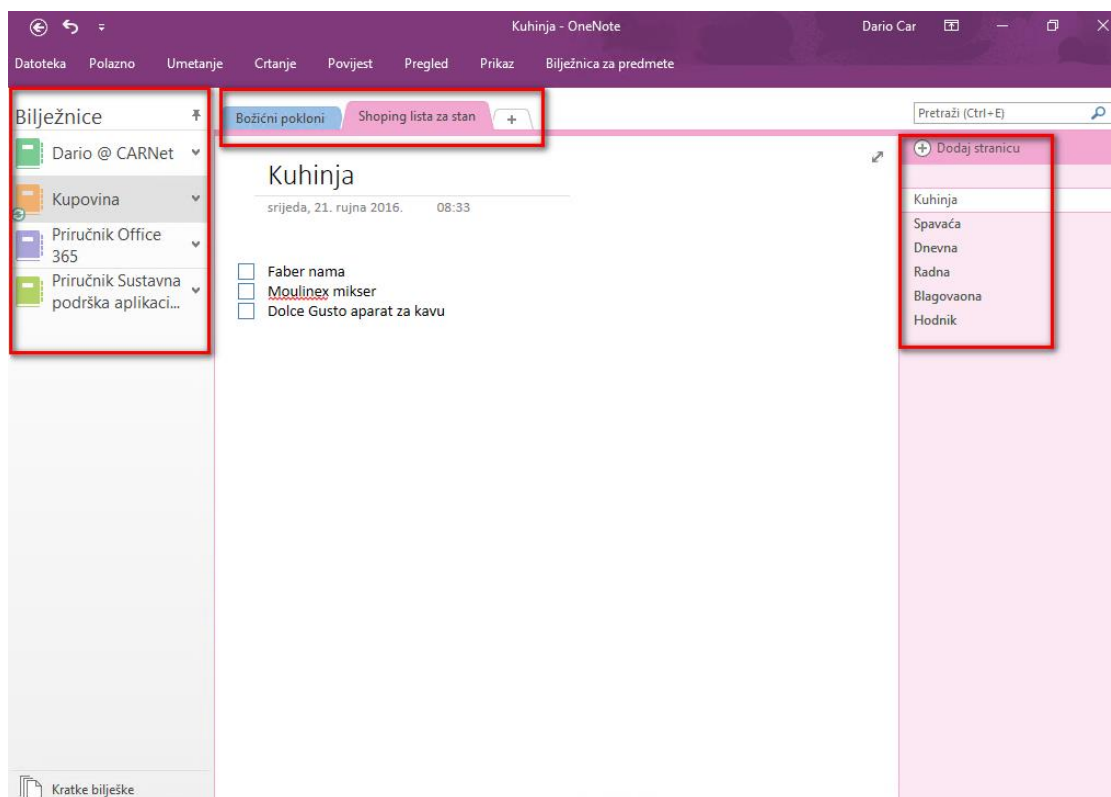 Kuhinja - OneNote
Dario Car
Datoteka Polazno Umetanje Crtanje Povijest Pregled Prikaz Bilježnica za predmete
Bilježnice
Dario @ CARNet
Kupovina
Priručnik Office
365
Priručnik Sustavna
podrška aplikaci...
Kratke bilješke
Božićni pokloni
Shoping lista za stan
+
Kuhinja
srijeda, 21. rujna 2016. 08:33
Faber nama
Moulinex mikser
Dolce Gusto aparat za kavu
Pretraži (Ctrl+E)
Dodaj stranicu
Kuhinja
Spavaća
Dnevna
Radna
Blagovaona
Hodnik